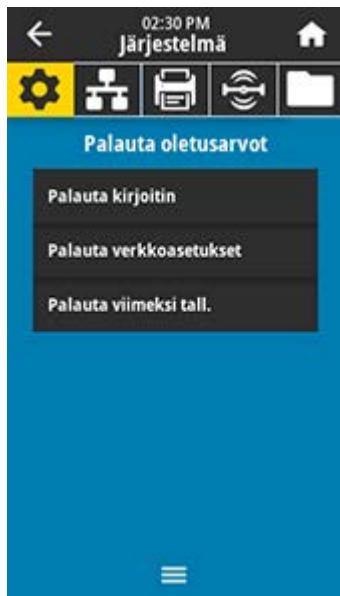 02:30 PM
Järjestelmä
Palauta oletusarvot
Palauta kirjoitin
Palauta verkkoasetukset
Palauta viimeksi tall.